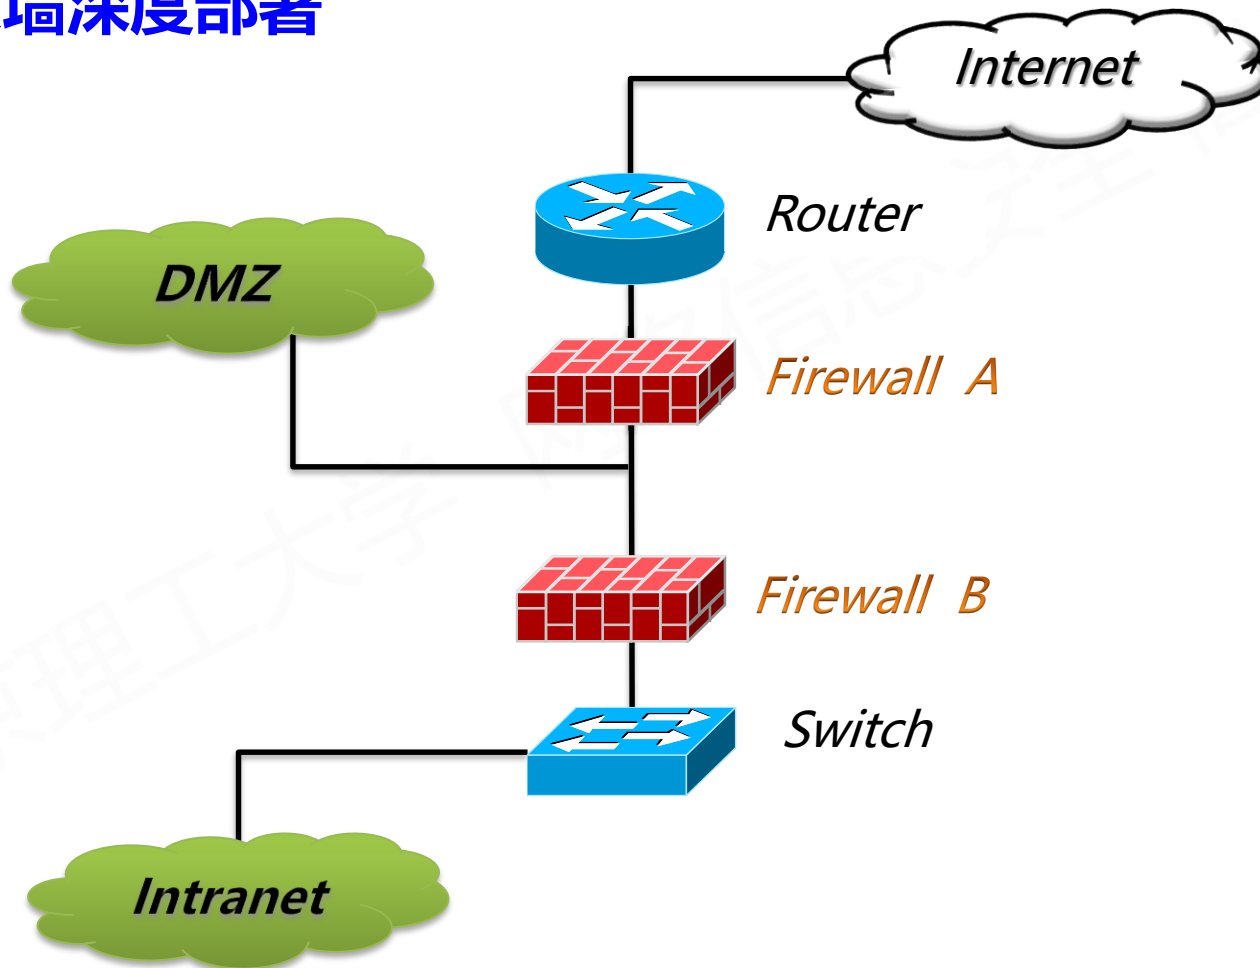 墙深度部署
Internet
Router
DMZ
Firewall A
Firewall B
Switch
Intranet